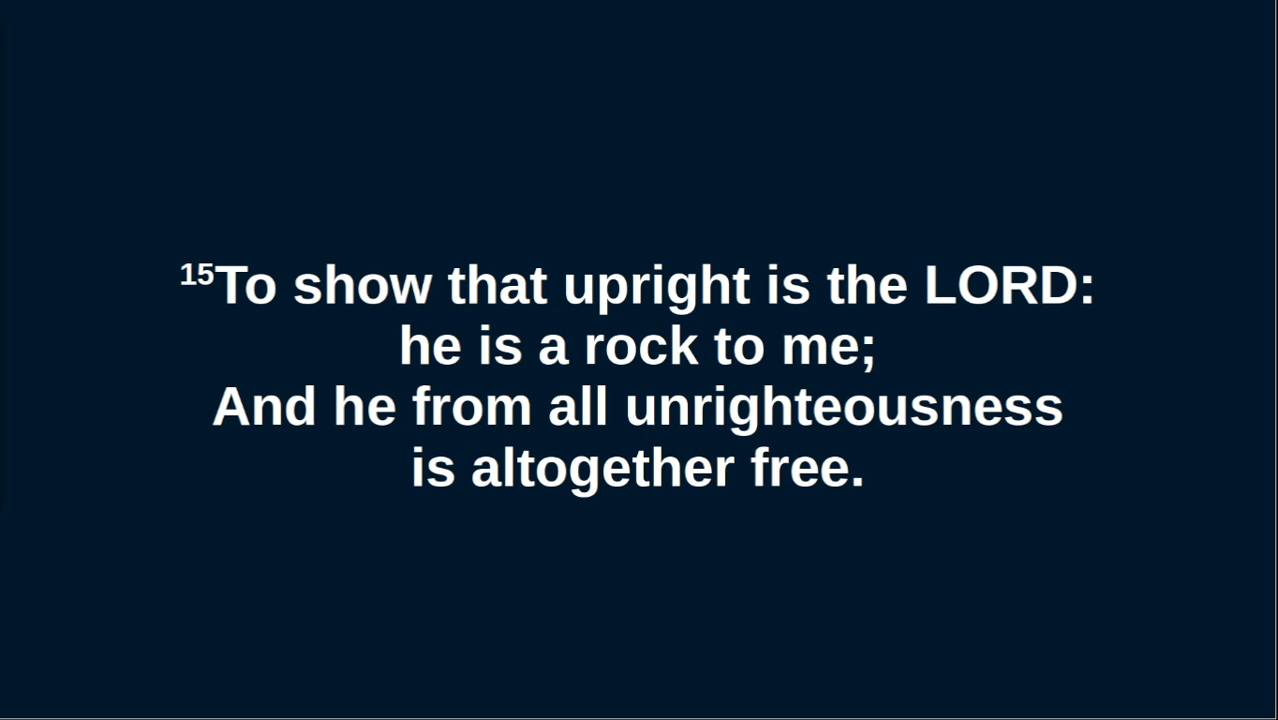 15To show that upright is the LORD:
he is a rock to me;
And he from all unrighteousness
is altogether free.